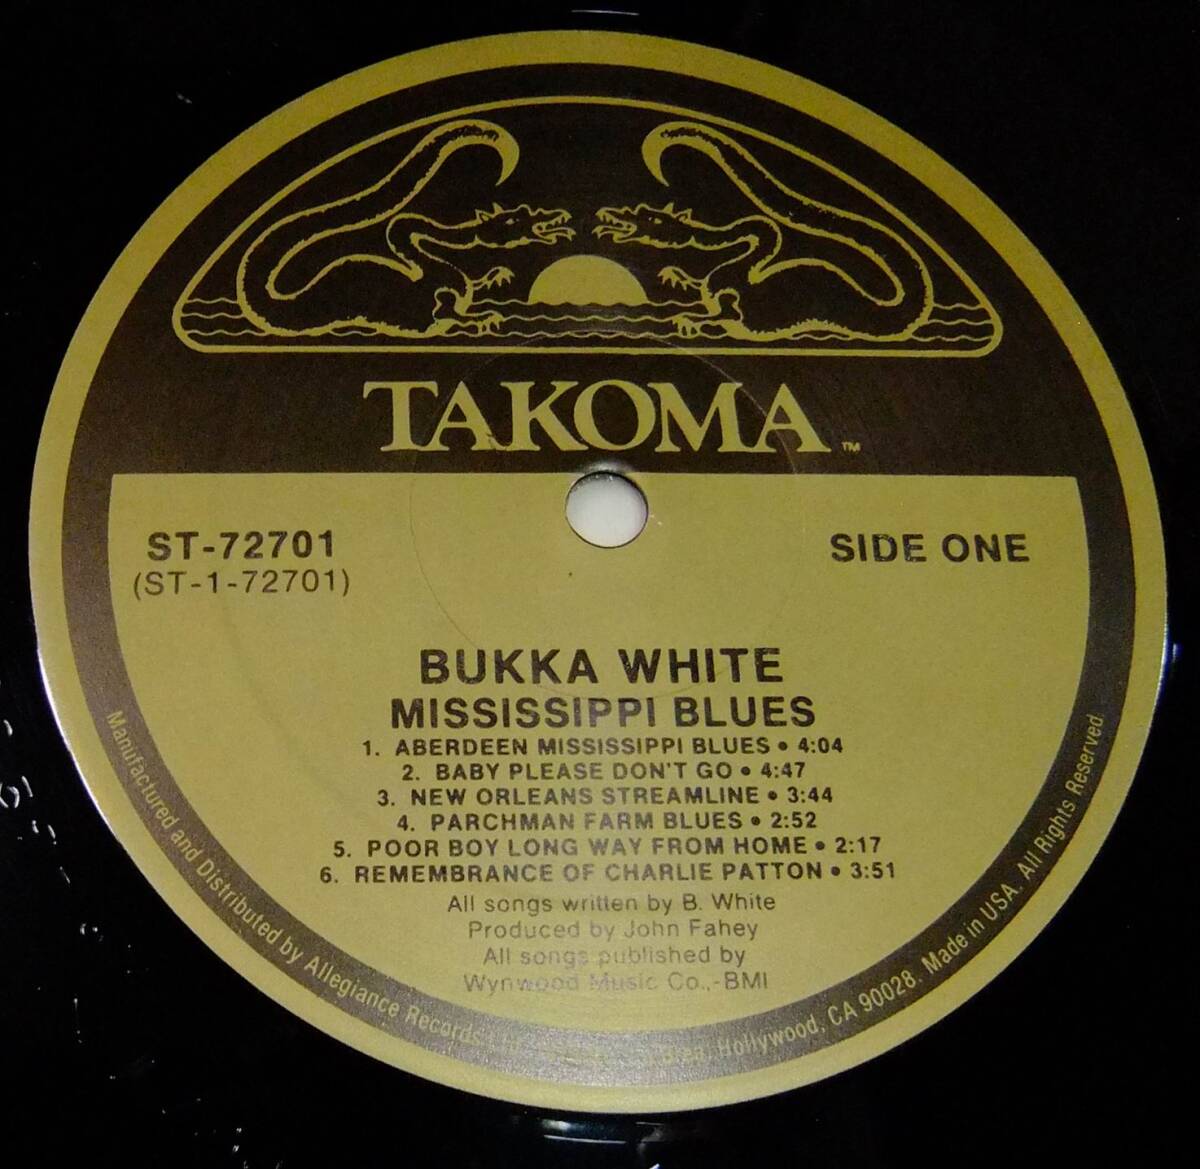 TAKOMA ™
ST-72701
(ST-1-72701)
SIDE ONE
BUKKA WHITE
MISSISSIPPI BLUES
1. ABERDEEN MISSISSIPPI BLUES • 4:04
2. BABY PLEASE DON'T GO • 4:47
3. NEW ORLEANS STREAMLINE • 3:44
4. PARCHMAN FARM BLUES • 2:52
5. POOR BOY LONG WAY FROM HOME • 2:17
6. REMEMBRANCE OF CHARLIE PATTON • 3:51
All songs written by B. White
Produced by John Fahey
All songs published by
Wynwood Music Co.,-BMI
Manufactured and Distributed by Allegiance Records Hollywood, CA 90028. Made in USA. All Rights Reserved.